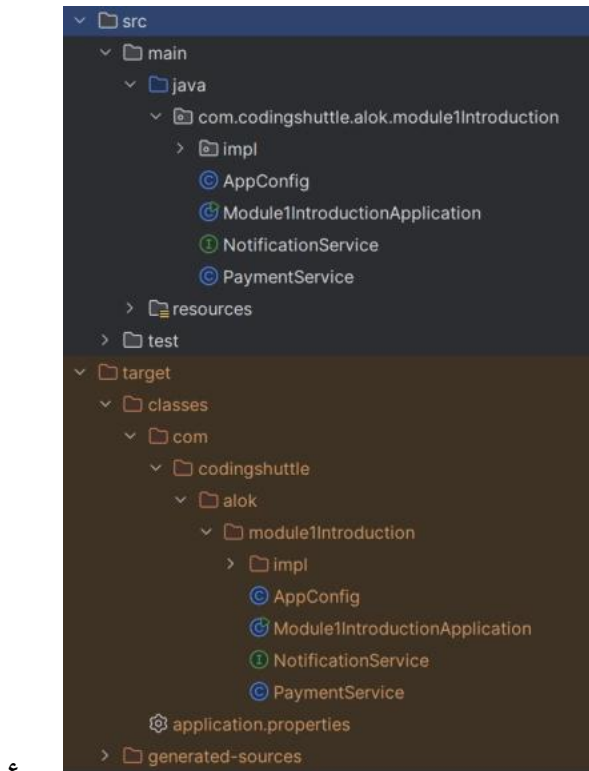 src
main
java
com.codingshuttle.alok.module1Introduction
impl
AppConfig
Module1IntroductionApplication
NotificationService
PaymentService
resources
test
target
classes
com
codingshuttle
alok
module1Introduction
impl
AppConfig
Module1IntroductionApplication
NotificationService
PaymentService
application.properties
generated-sources